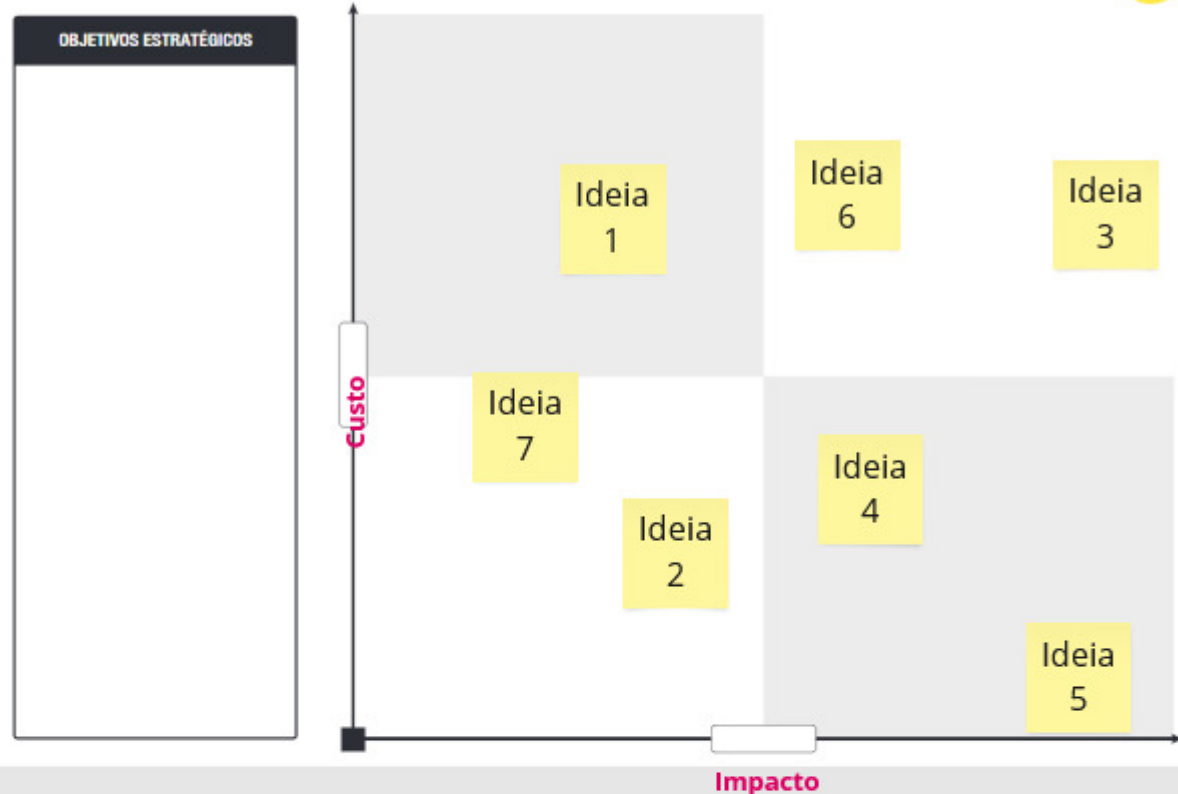 OBJETIVOS ESTRATÉGICOS
Ideia
1
Ideia
6
Ideia
3
Custo
Ideia
7
Ideia
4
Ideia
2
Ideia
5
Impacto